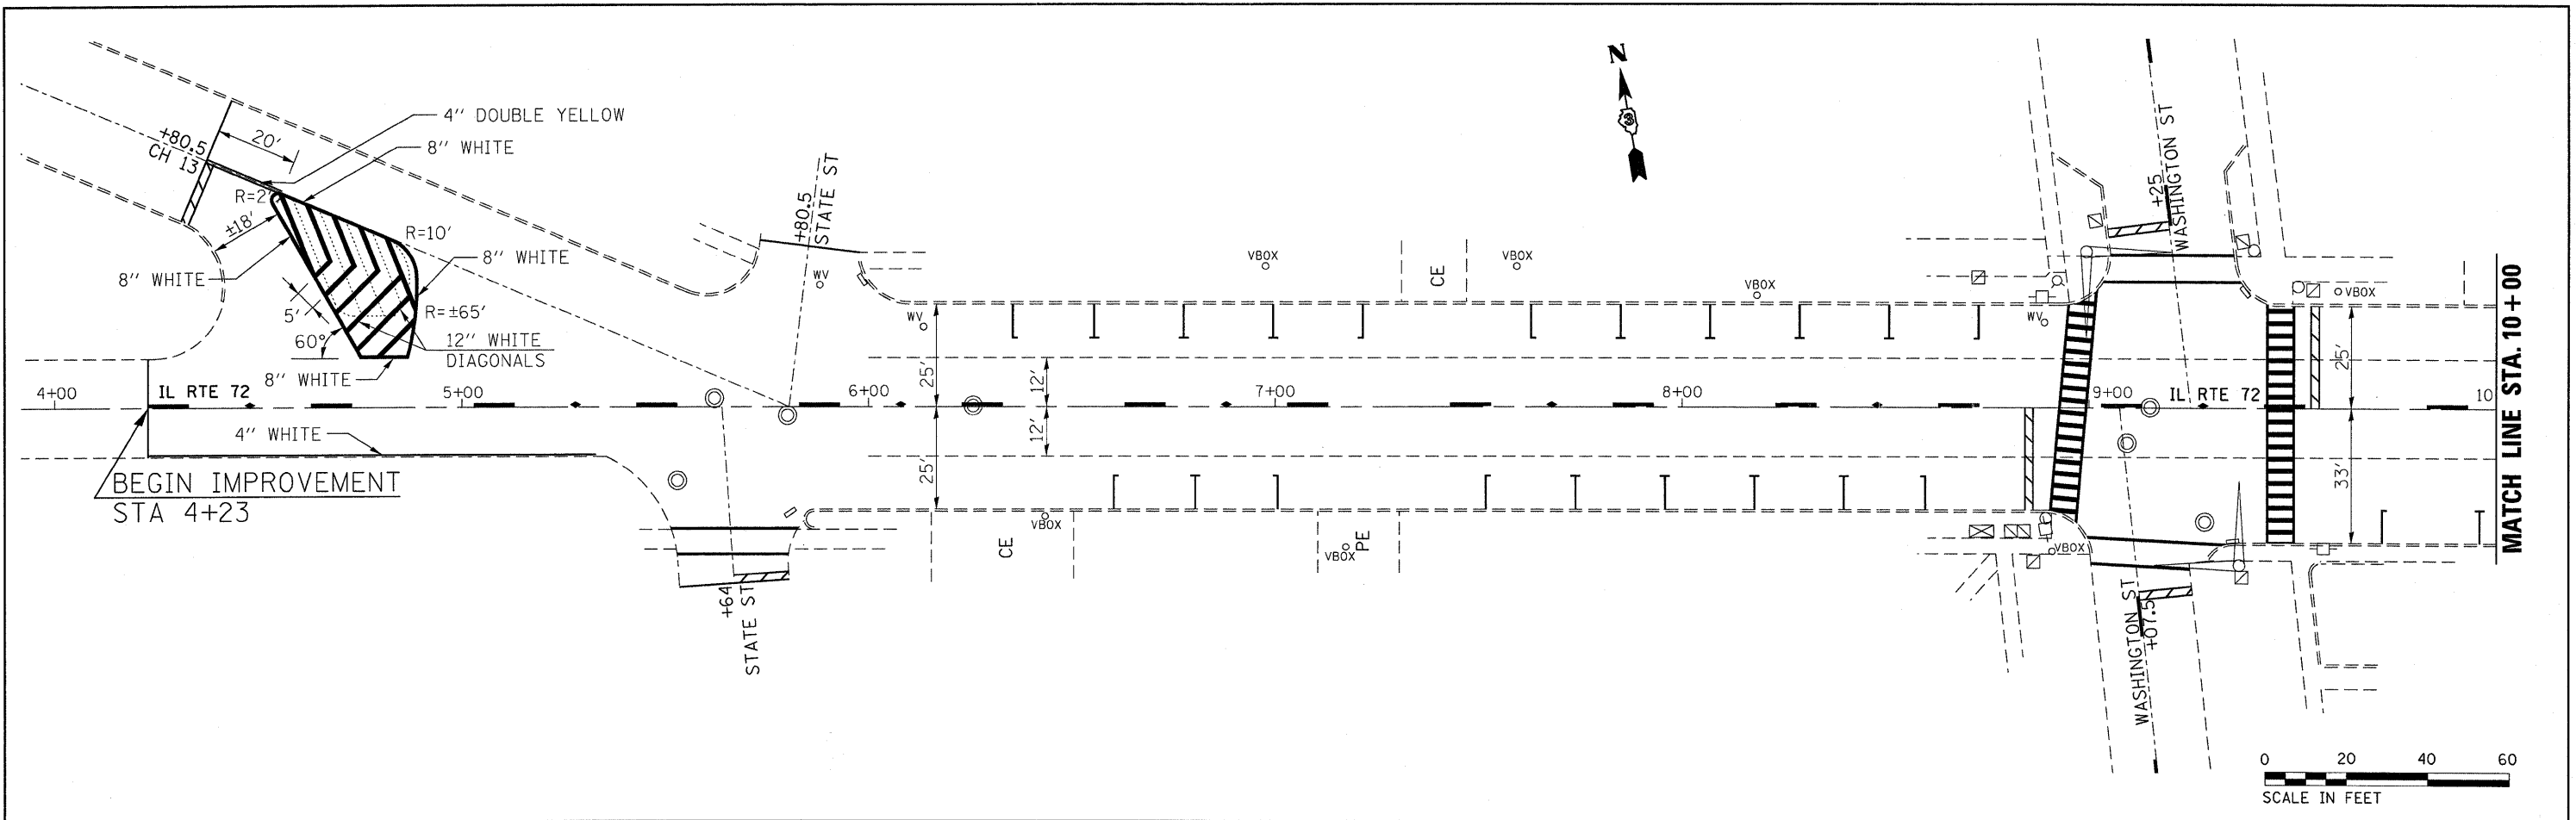 N
3
4" DOUBLE YELLOW
8" WHITE
20'
+80.5
CH 13
R=2'
±18'
R=10'
8" WHITE
8" WHITE
R=±65'
5'
60°
12" WHITE
DIAGONALS
8" WHITE
+80.5
STATE ST
WV
WV
VBOX
CE
VBOX
VBOX
WV
+25
WASHINGTON ST
VBOX
4+00
IL RTE 72
5+00
6+00
7+00
8+00
9+00
IL RTE 72
10
25'
12'
12'
25'
25'
33'
4" WHITE
BEGIN IMPROVEMENT
STA 4+23
+64
STATE ST
CE
VBOX
VBOX
PE
VBOX
WASHINGTON ST
+07.5
MATCH LINE STA. 10+00
0 20 40 60
SCALE IN FEET